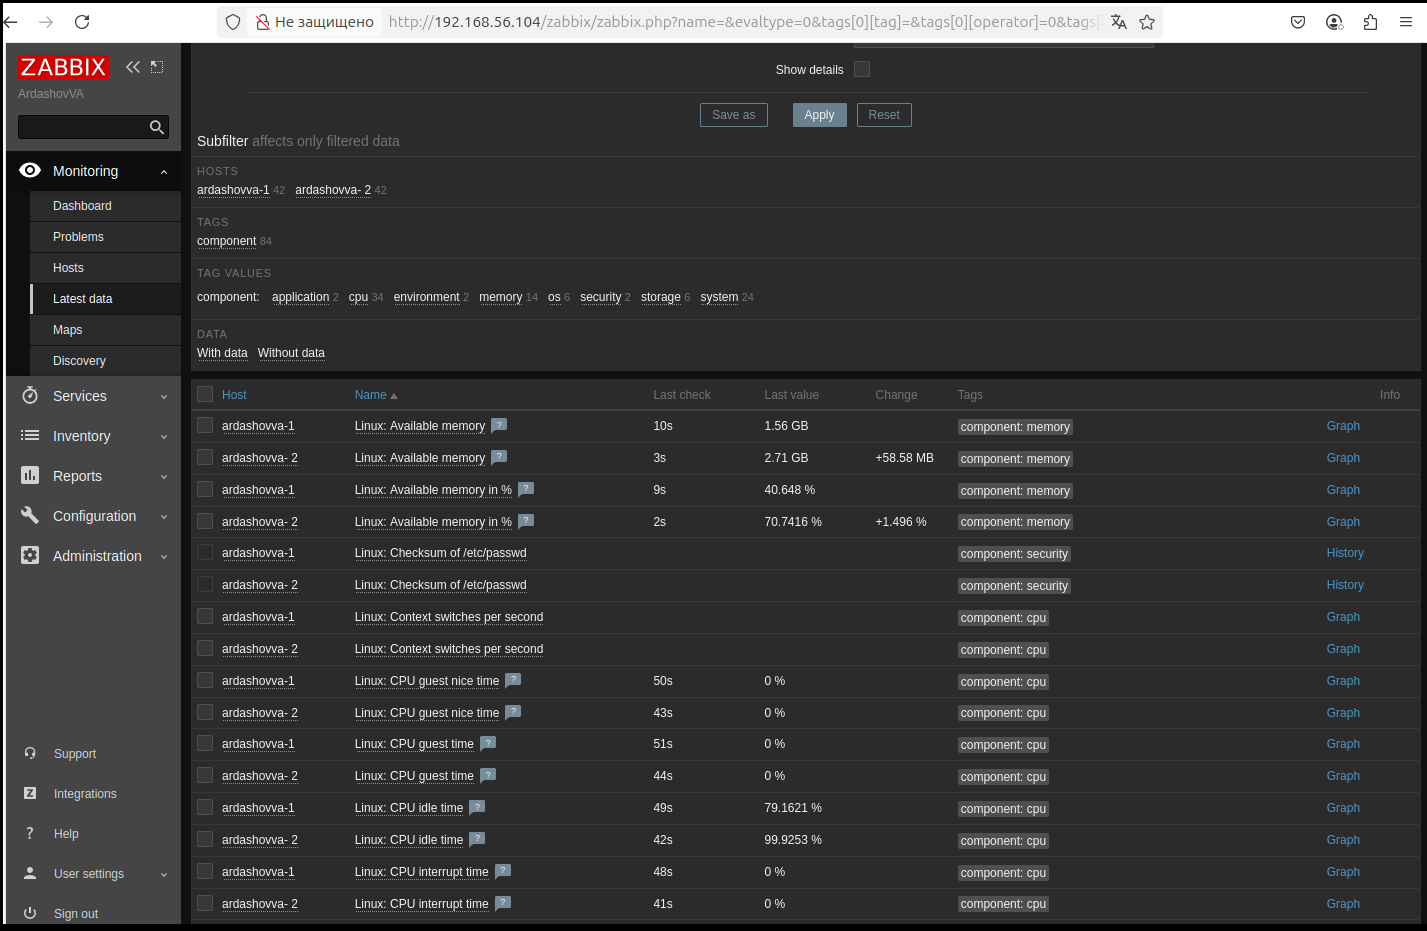 Не защищено http://192.168.56.104/zabbix/zabbix.php?name=&evaltype=0&tags[0][tag]=&tags[0][operator]=0&tags[
ZABBIX
ArdashovVA
Monitoring
Dashboard
Problems
Hosts
Latest data
Maps
Discovery
Services
Inventory
Reports
Configuration
Administration
Support
Integrations
Help
User settings
Sign out
Show details
Save as Apply Reset
Subfilter affects only filtered data
HOSTS
ardashovva-1 42 ardashovva- 2 42
TAGS
component 84
TAG VALUES
component: application 2 cpu 34 environment 2 memory 14 os 6 security 2 storage 6 system 24
DATA
With data Without data
Host Name Last check Last value Change Tags Info
ardashovva-1 Linux: Available memory ? 10s 1.56 GB component: memory Graph
ardashovva- 2 Linux: Available memory ? 3s 2.71 GB +58.58 MB component: memory Graph
ardashovva-1 Linux: Available memory in % ? 9s 40.648 % component: memory Graph
ardashovva- 2 Linux: Available memory in % ? 2s 70.7416 % +1.496 % component: memory Graph
ardashovva-1 Linux: Checksum of /etc/passwd component: security History
ardashovva- 2 Linux: Checksum of /etc/passwd component: security History
ardashovva-1 Linux: Context switches per second component: cpu Graph
ardashovva- 2 Linux: Context switches per second component: cpu Graph
ardashovva-1 Linux: CPU guest nice time ? 50s 0 % component: cpu Graph
ardashovva- 2 Linux: CPU guest nice time ? 43s 0 % component: cpu Graph
ardashovva-1 Linux: CPU guest time ? 51s 0 % component: cpu Graph
ardashovva- 2 Linux: CPU guest time ? 44s 0 % component: cpu Graph
ardashovva-1 Linux: CPU idle time ? 49s 79.1621 % component: cpu Graph
ardashovva- 2 Linux: CPU idle time ? 42s 99.9253 % component: cpu Graph
ardashovva-1 Linux: CPU interrupt time ? 48s 0 % component: cpu Graph
ardashovva- 2 Linux: CPU interrupt time ? 41s 0 % component: cpu Graph